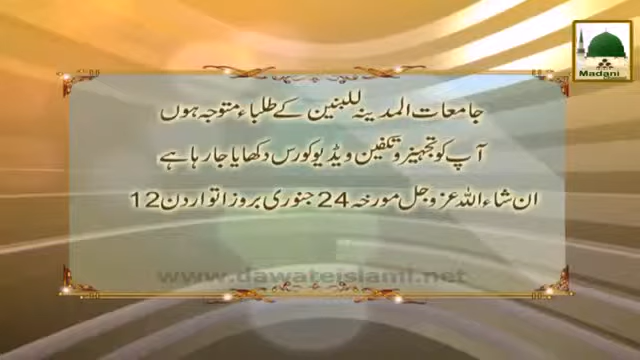 Madani
جامعات المدینہ للبنین کے طلباء متوجہ ہوں
آپ کو تجہیز و تکفین ویڈیو کورس دکھایا جا رہا ہے
ان شاء اللہ عزوجل مورخہ 24 جنوری بروز اتوار دن 12
www.dawateislami.net